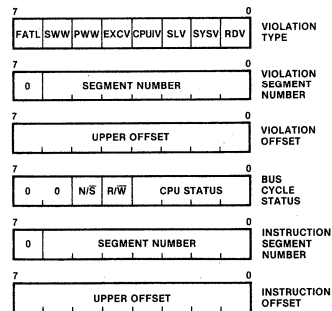 7 0
FATL SWW PWW EXCV CPUIV SLV SYSV RDV
VIOLATION TYPE
7 0
0 SEGMENT NUMBER
VIOLATION SEGMENT NUMBER
7 0
UPPER OFFSET
VIOLATION OFFSET
7 0
0 0 N/S̅ R/W̅ CPU STATUS
BUS CYCLE STATUS
7 0
0 SEGMENT NUMBER
INSTRUCTION SEGMENT NUMBER
7 0
UPPER OFFSET
INSTRUCTION OFFSET